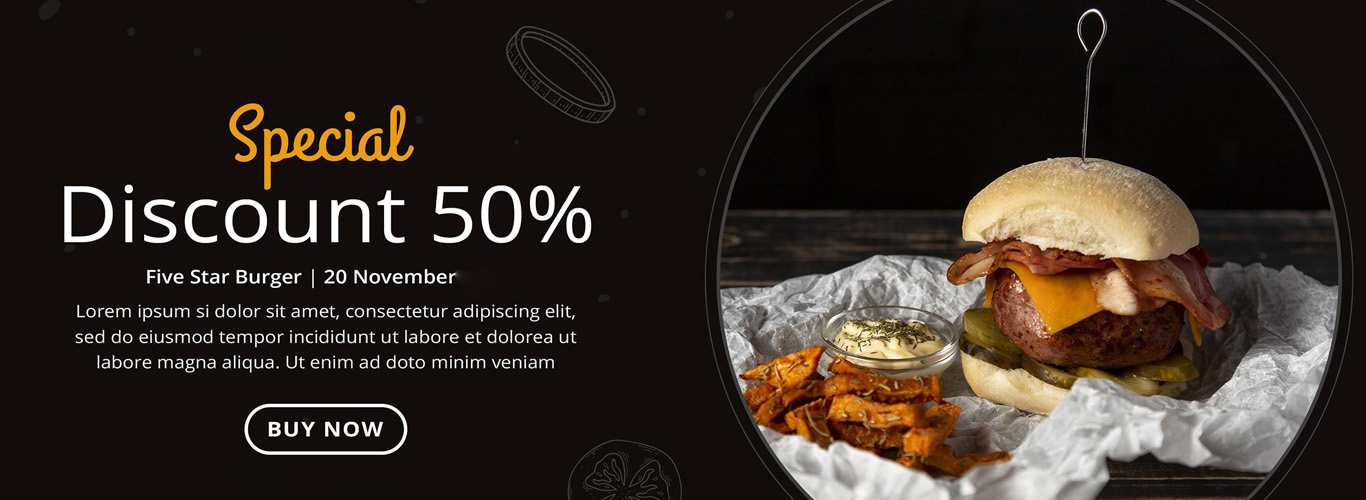 Special
Discount 50%
Five Star Burger | 20 November
Lorem ipsum si dolor sit amet, consectetur adipiscing elit,
sed do eiusmod tempor incididunt ut labore et dolorea ut
labore magna aliqua. Ut enim ad doto minim veniam
BUY NOW